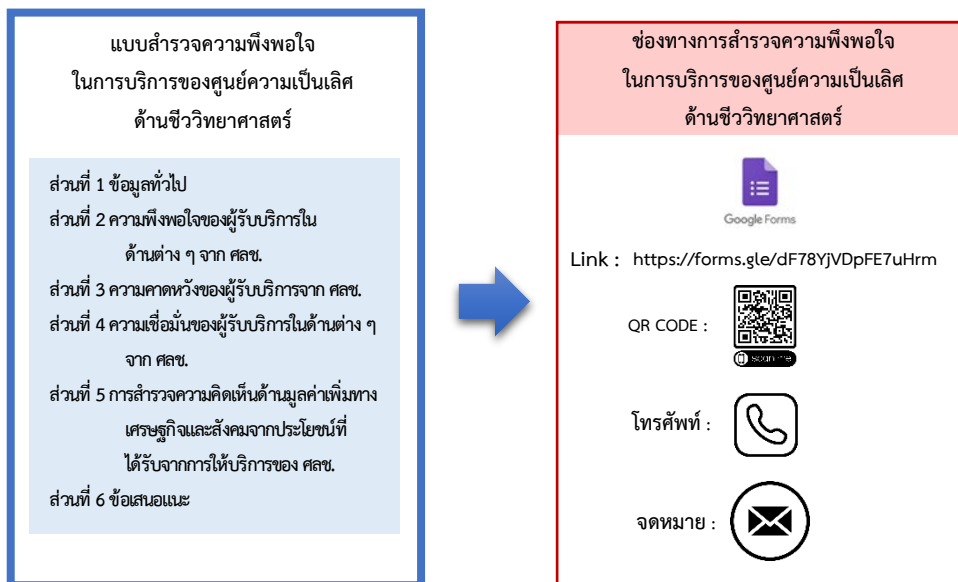 แบบสำรวจความพึงพอใจ
ในการบริการของศูนย์ความเป็นเลิศ
ด้านชีววิทยาศาสตร์
ส่วนที่ 1 ข้อมูลทั่วไป
ส่วนที่ 2 ความพึงพอใจของผู้รับบริการใน
ด้านต่าง ๆ จาก ศลช.
ส่วนที่ 3 ความคาดหวังของผู้รับบริการจาก ศลช.
ส่วนที่ 4 ความเชื่อมั่นของผู้รับบริการในด้านต่าง ๆ
จาก ศลช.
ส่วนที่ 5 การสำรวจความคิดเห็นด้านมูลค่าเพิ่มทาง
เศรษฐกิจและสังคมจากประโยชน์ที่
ได้รับจากการให้บริการของ ศลช.
ส่วนที่ 6 ข้อเสนอแนะ
ช่องทางการสำรวจความพึงพอใจ
ในการบริการของศูนย์ความเป็นเลิศ
ด้านชีววิทยาศาสตร์
Google Forms
Link : https://forms.gle/dF78YjVDpFE7uHrm
QR CODE :
scan me
โทรศัพท์ :
จดหมาย :